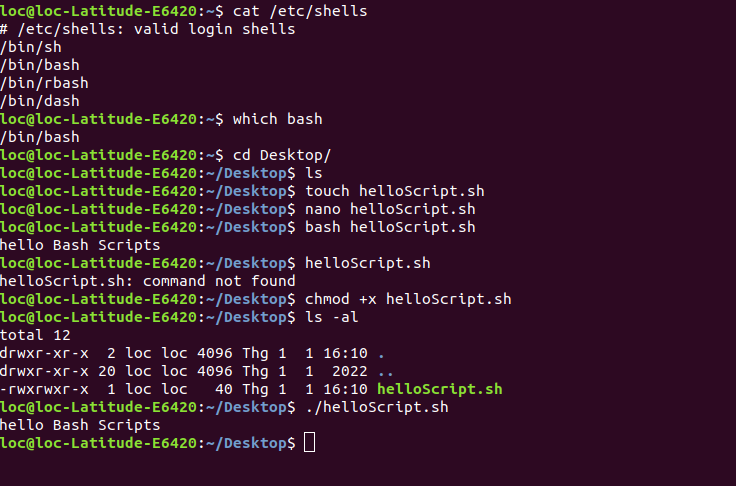 loc@loc-Latitude-E6420:~$ cat /etc/shells
# /etc/shells: valid login shells
/bin/sh
/bin/bash
/bin/rbash
/bin/dash
loc@loc-Latitude-E6420:~$ which bash
/bin/bash
loc@loc-Latitude-E6420:~$ cd Desktop/
loc@loc-Latitude-E6420:~/Desktop$ ls
loc@loc-Latitude-E6420:~/Desktop$ touch helloScript.sh
loc@loc-Latitude-E6420:~/Desktop$ nano helloScript.sh
loc@loc-Latitude-E6420:~/Desktop$ bash helloScript.sh
hello Bash Scripts
loc@loc-Latitude-E6420:~/Desktop$ helloScript.sh
helloScript.sh: command not found
loc@loc-Latitude-E6420:~/Desktop$ chmod +x helloScript.sh
loc@loc-Latitude-E6420:~/Desktop$ ls -al
total 12
drwxr-xr-x  2 loc loc 4096 Thg 1  1 16:10 .
drwxr-xr-x 20 loc loc 4096 Thg 1  1  2022 ..
-rwxrwxr-x  1 loc loc   40 Thg 1  1 16:10 helloScript.sh
loc@loc-Latitude-E6420:~/Desktop$ ./helloScript.sh
hello Bash Scripts
loc@loc-Latitude-E6420:~/Desktop$